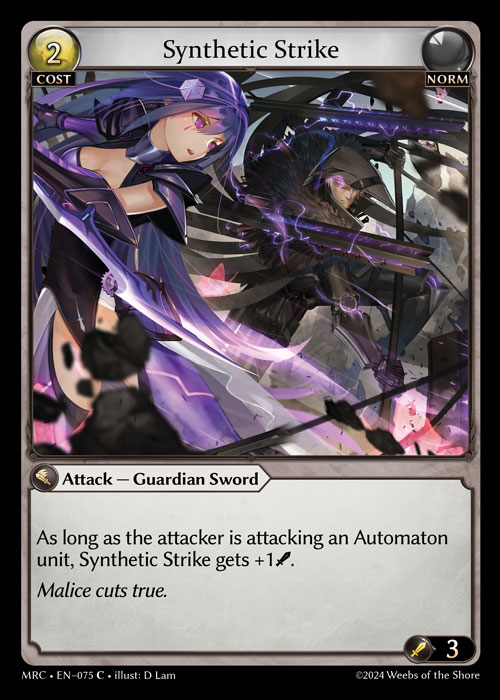 2
Synthetic Strike
COST
NORM
Attack — Guardian Sword
As long as the attacker is attacking an Automaton
unit, Synthetic Strike gets +1.
Malice cuts true.
3
MRC • EN–075 C • illust: D Lam
©2024 Weebs of the Shore